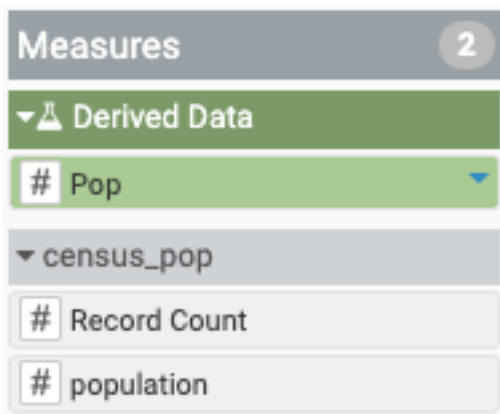 Measures 2
Derived Data
# Pop
census_pop
# Record Count
# population